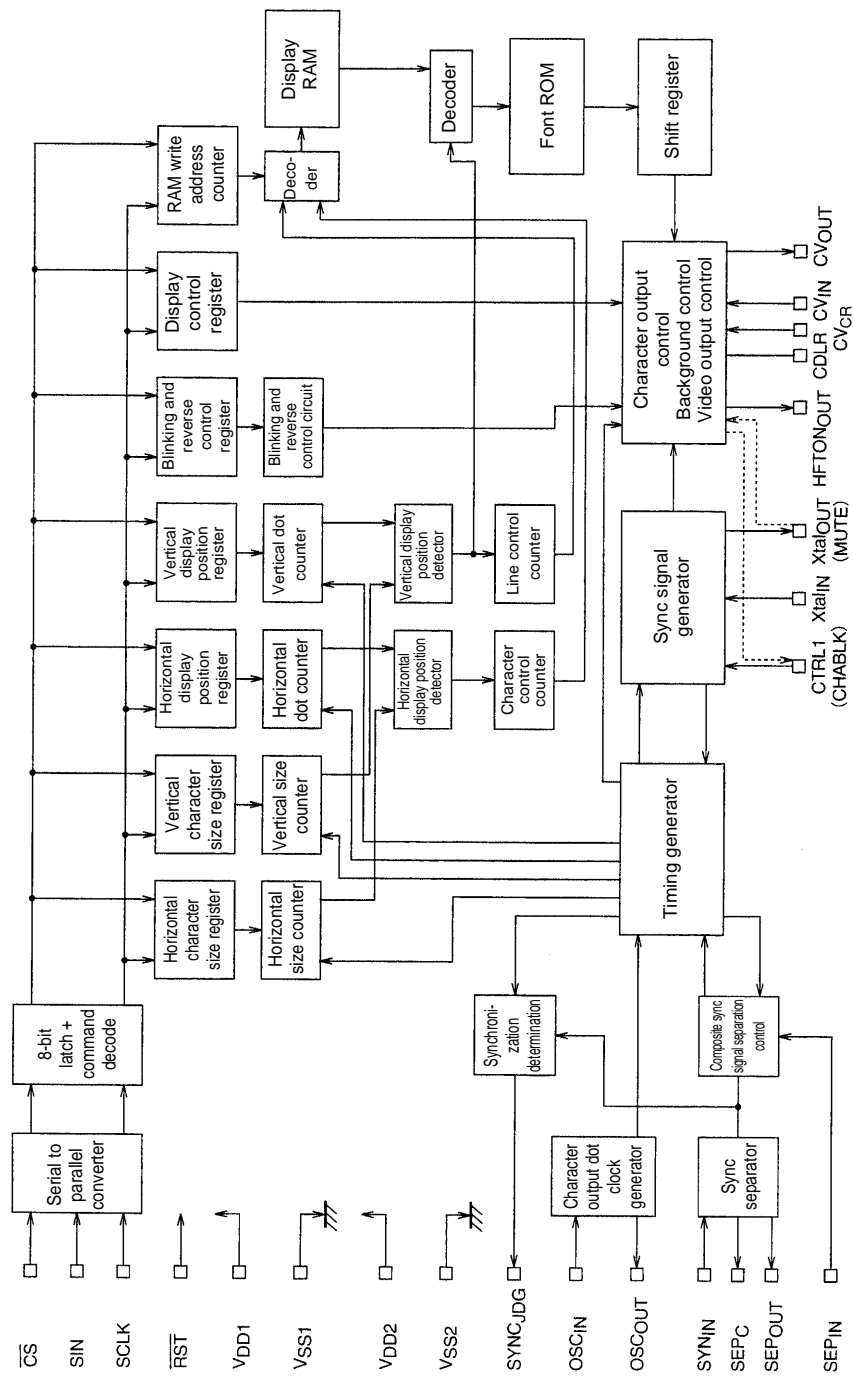 CS
SIN
SCLK
RST
VDD1
VSS1
VDD2
VSS2
SYNCJDG
OSCIN
OSCOUT
SYNIN
SEPC
SEPOUT
SEPIN
Serial to
parallel
converter
8-bit
latch +
command
decode
Horizontal
character
size register
Vertical
character
size register
Horizontal
display
position
register
Vertical
display
position
register
Blinking and
reverse
control
register
Display
control
register
RAM write
address
counter
Horizontal
size counter
Vertical size
counter
Horizontal
dot counter
Vertical dot
counter
Blinking and
reverse
control circuit
Deco-
der
Display
RAM
Horizontal
display position
detector
Vertical display
position
detector
Decoder
Character
control
counter
Line control
counter
Font ROM
Synchroni-
zation
determination
Character
output dot
clock
generator
Sync
separator
Composite sync
signal separation
control
Timing generator
Sync signal
generator
Character output
control
Background control
Video output control
Shift register
CTRL1
(CHABLK)
XtalIN
XtalOUT
(MUTE)
HFTONOUT
CDLR
CVCR
CVIN
CVOUT